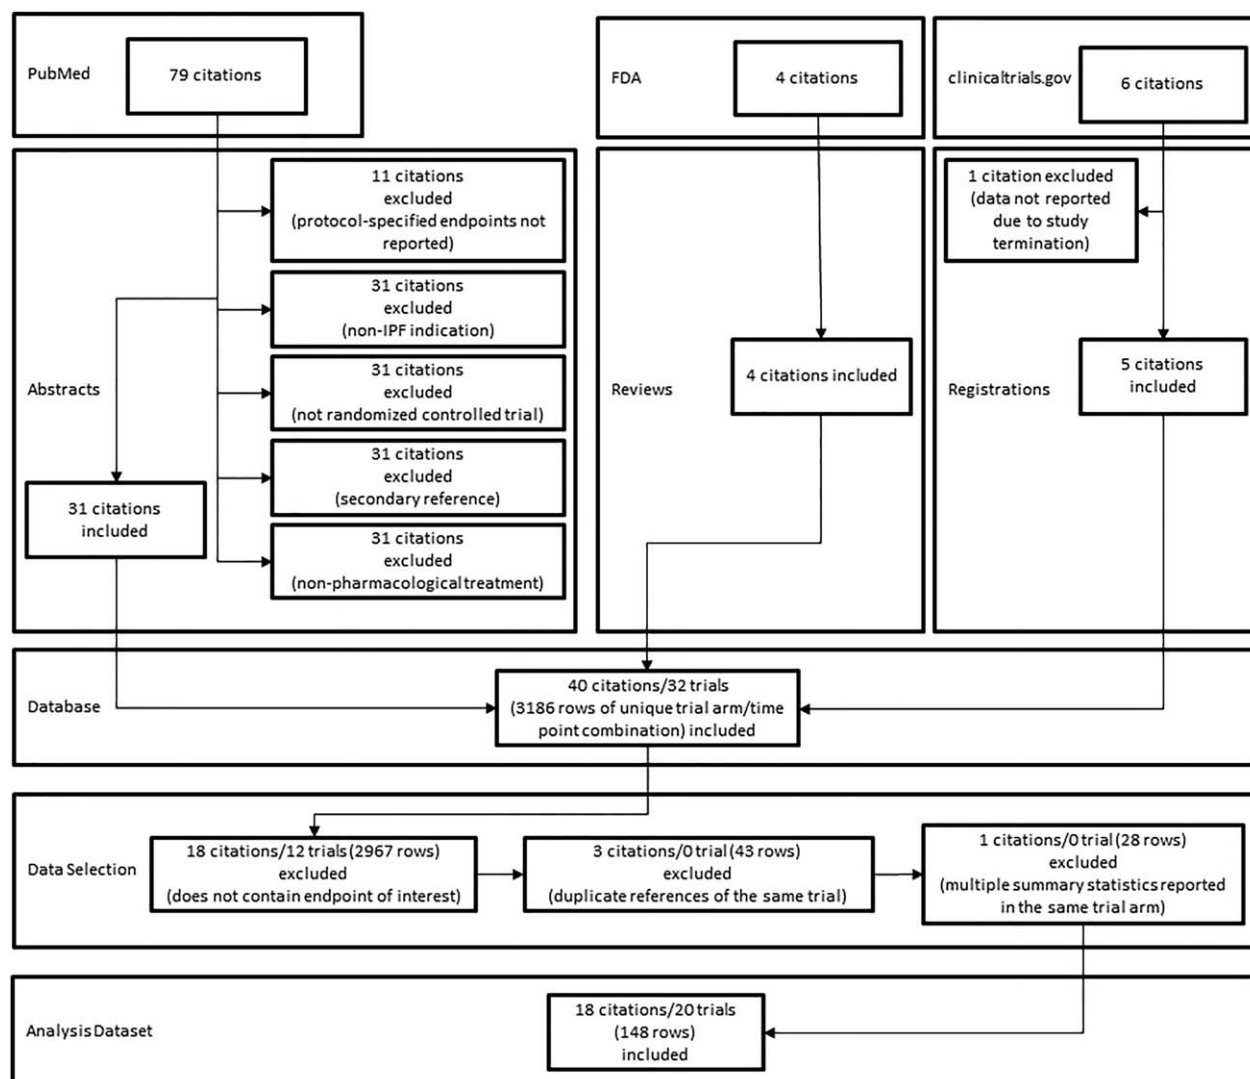 PubMed
79 citations
FDA
4 citations
clinicaltrials.gov
6 citations
Abstracts
11 citations
excluded
(protocol-specified endpoints not
reported)
31 citations
excluded
(non-IPF indication)
31 citations
excluded
(not randomized controlled trial)
31 citations
excluded
(secondary reference)
31 citations
excluded
(non-pharmacological treatment)
31 citations
included
Reviews
4 citations included
Registrations
1 citation excluded
(data not reported
due to study
termination)
5 citations
included
Database
40 citations/32 trials
(3186 rows of unique trial arm/time
point combination) included
Data Selection
18 citations/12 trials (2967 rows)
excluded
(does not contain endpoint of interest)
3 citations/0 trial (43 rows)
excluded
(duplicate references of the same trial)
1 citations/0 trial (28 rows)
excluded
(multiple summary statistics reported
in the same trial arm)
Analysis Dataset
18 citations/20 trials
(148 rows)
included